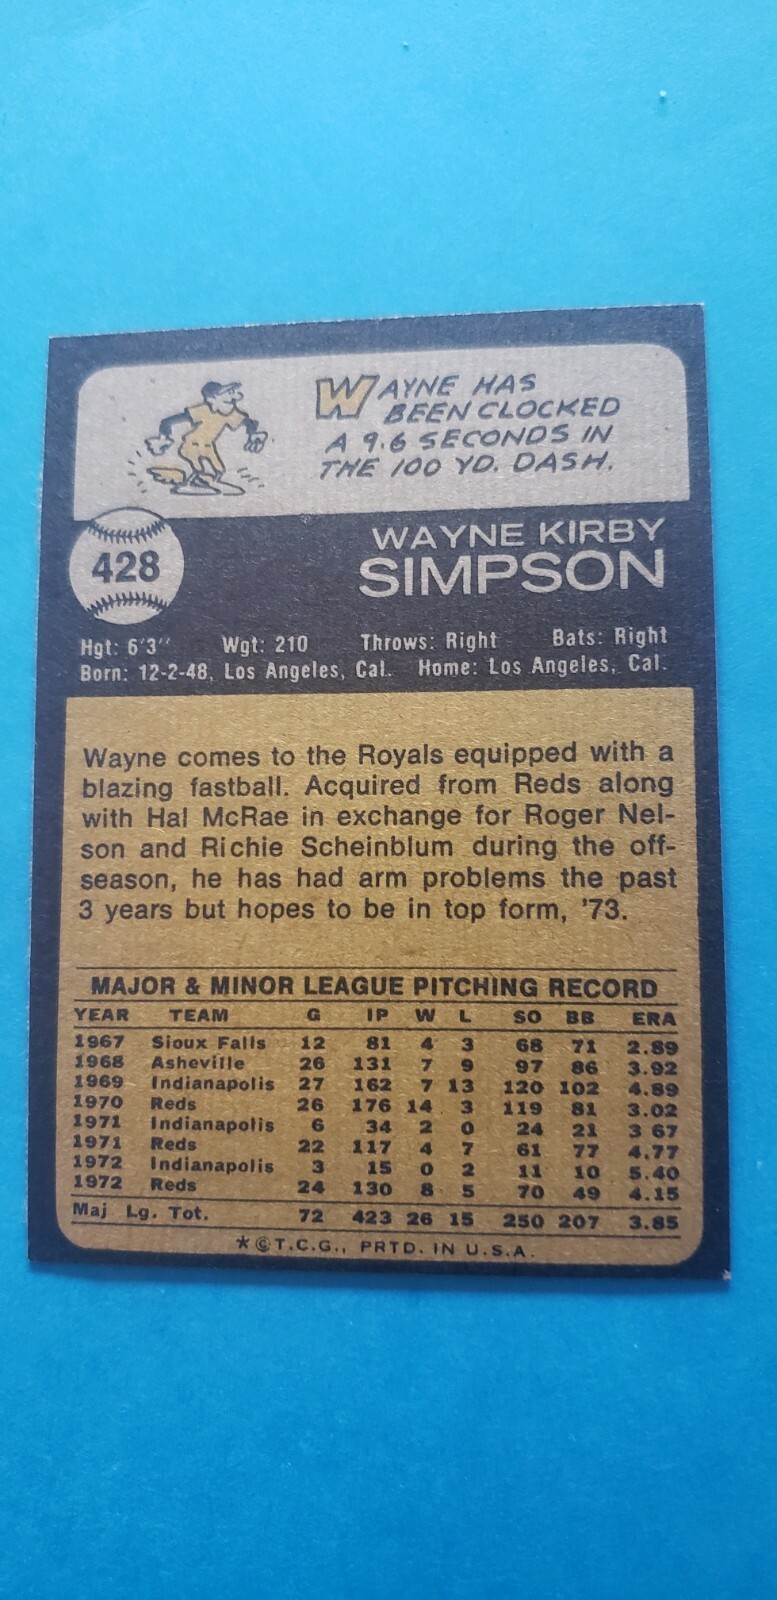 WAYNE HAS
BEEN CLOCKED
A 9.6 SECONDS IN
THE 100 YD. DASH.
428
WAYNE KIRBY
SIMPSON
Hgt: 6'3" Wgt: 210 Throws: Right Bats: Right
Born: 12-2-48, Los Angeles, Cal. Home: Los Angeles, Cal.
Wayne comes to the Royals equipped with a
blazing fastball. Acquired from Reds along
with Hal McRae in exchange for Roger Nel-
son and Richie Scheinblum during the off-
season, he has had arm problems the past
3 years but hopes to be in top form, '73.
MAJOR & MINOR LEAGUE PITCHING RECORD
YEAR TEAM G IP W L SO BB ERA
1967 Sioux Falls 12 81 4 3 68 71 2.89
1968 Asheville 26 131 7 9 97 86 3.92
1969 Indianapolis 27 162 7 13 120 102 4.89
1970 Reds 26 176 14 3 119 81 3.02
1971 Indianapolis 6 34 2 0 24 21 3 67
1971 Reds 22 117 4 7 61 77 4.77
1972 Indianapolis 3 15 0 2 11 10 5.40
1972 Reds 24 130 8 5 70 49 4.15
Maj Lg. Tot. 72 423 26 15 250 207 3.85
*©T.C.G., PRTD. IN U.S.A.